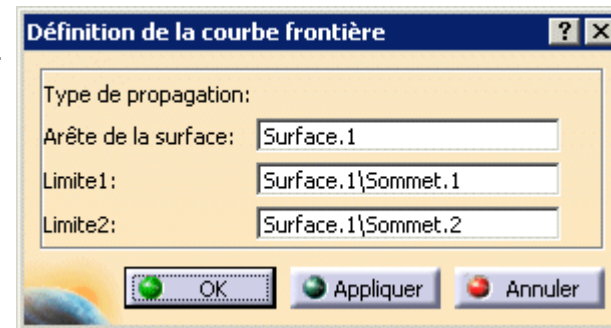 Définition de la courbe frontière ? X
Type de propagation:
Arête de la surface: Surface.1
Limite1: Surface.1\Sommet.1
Limite2: Surface.1\Sommet.2
OK Appliquer Annuler